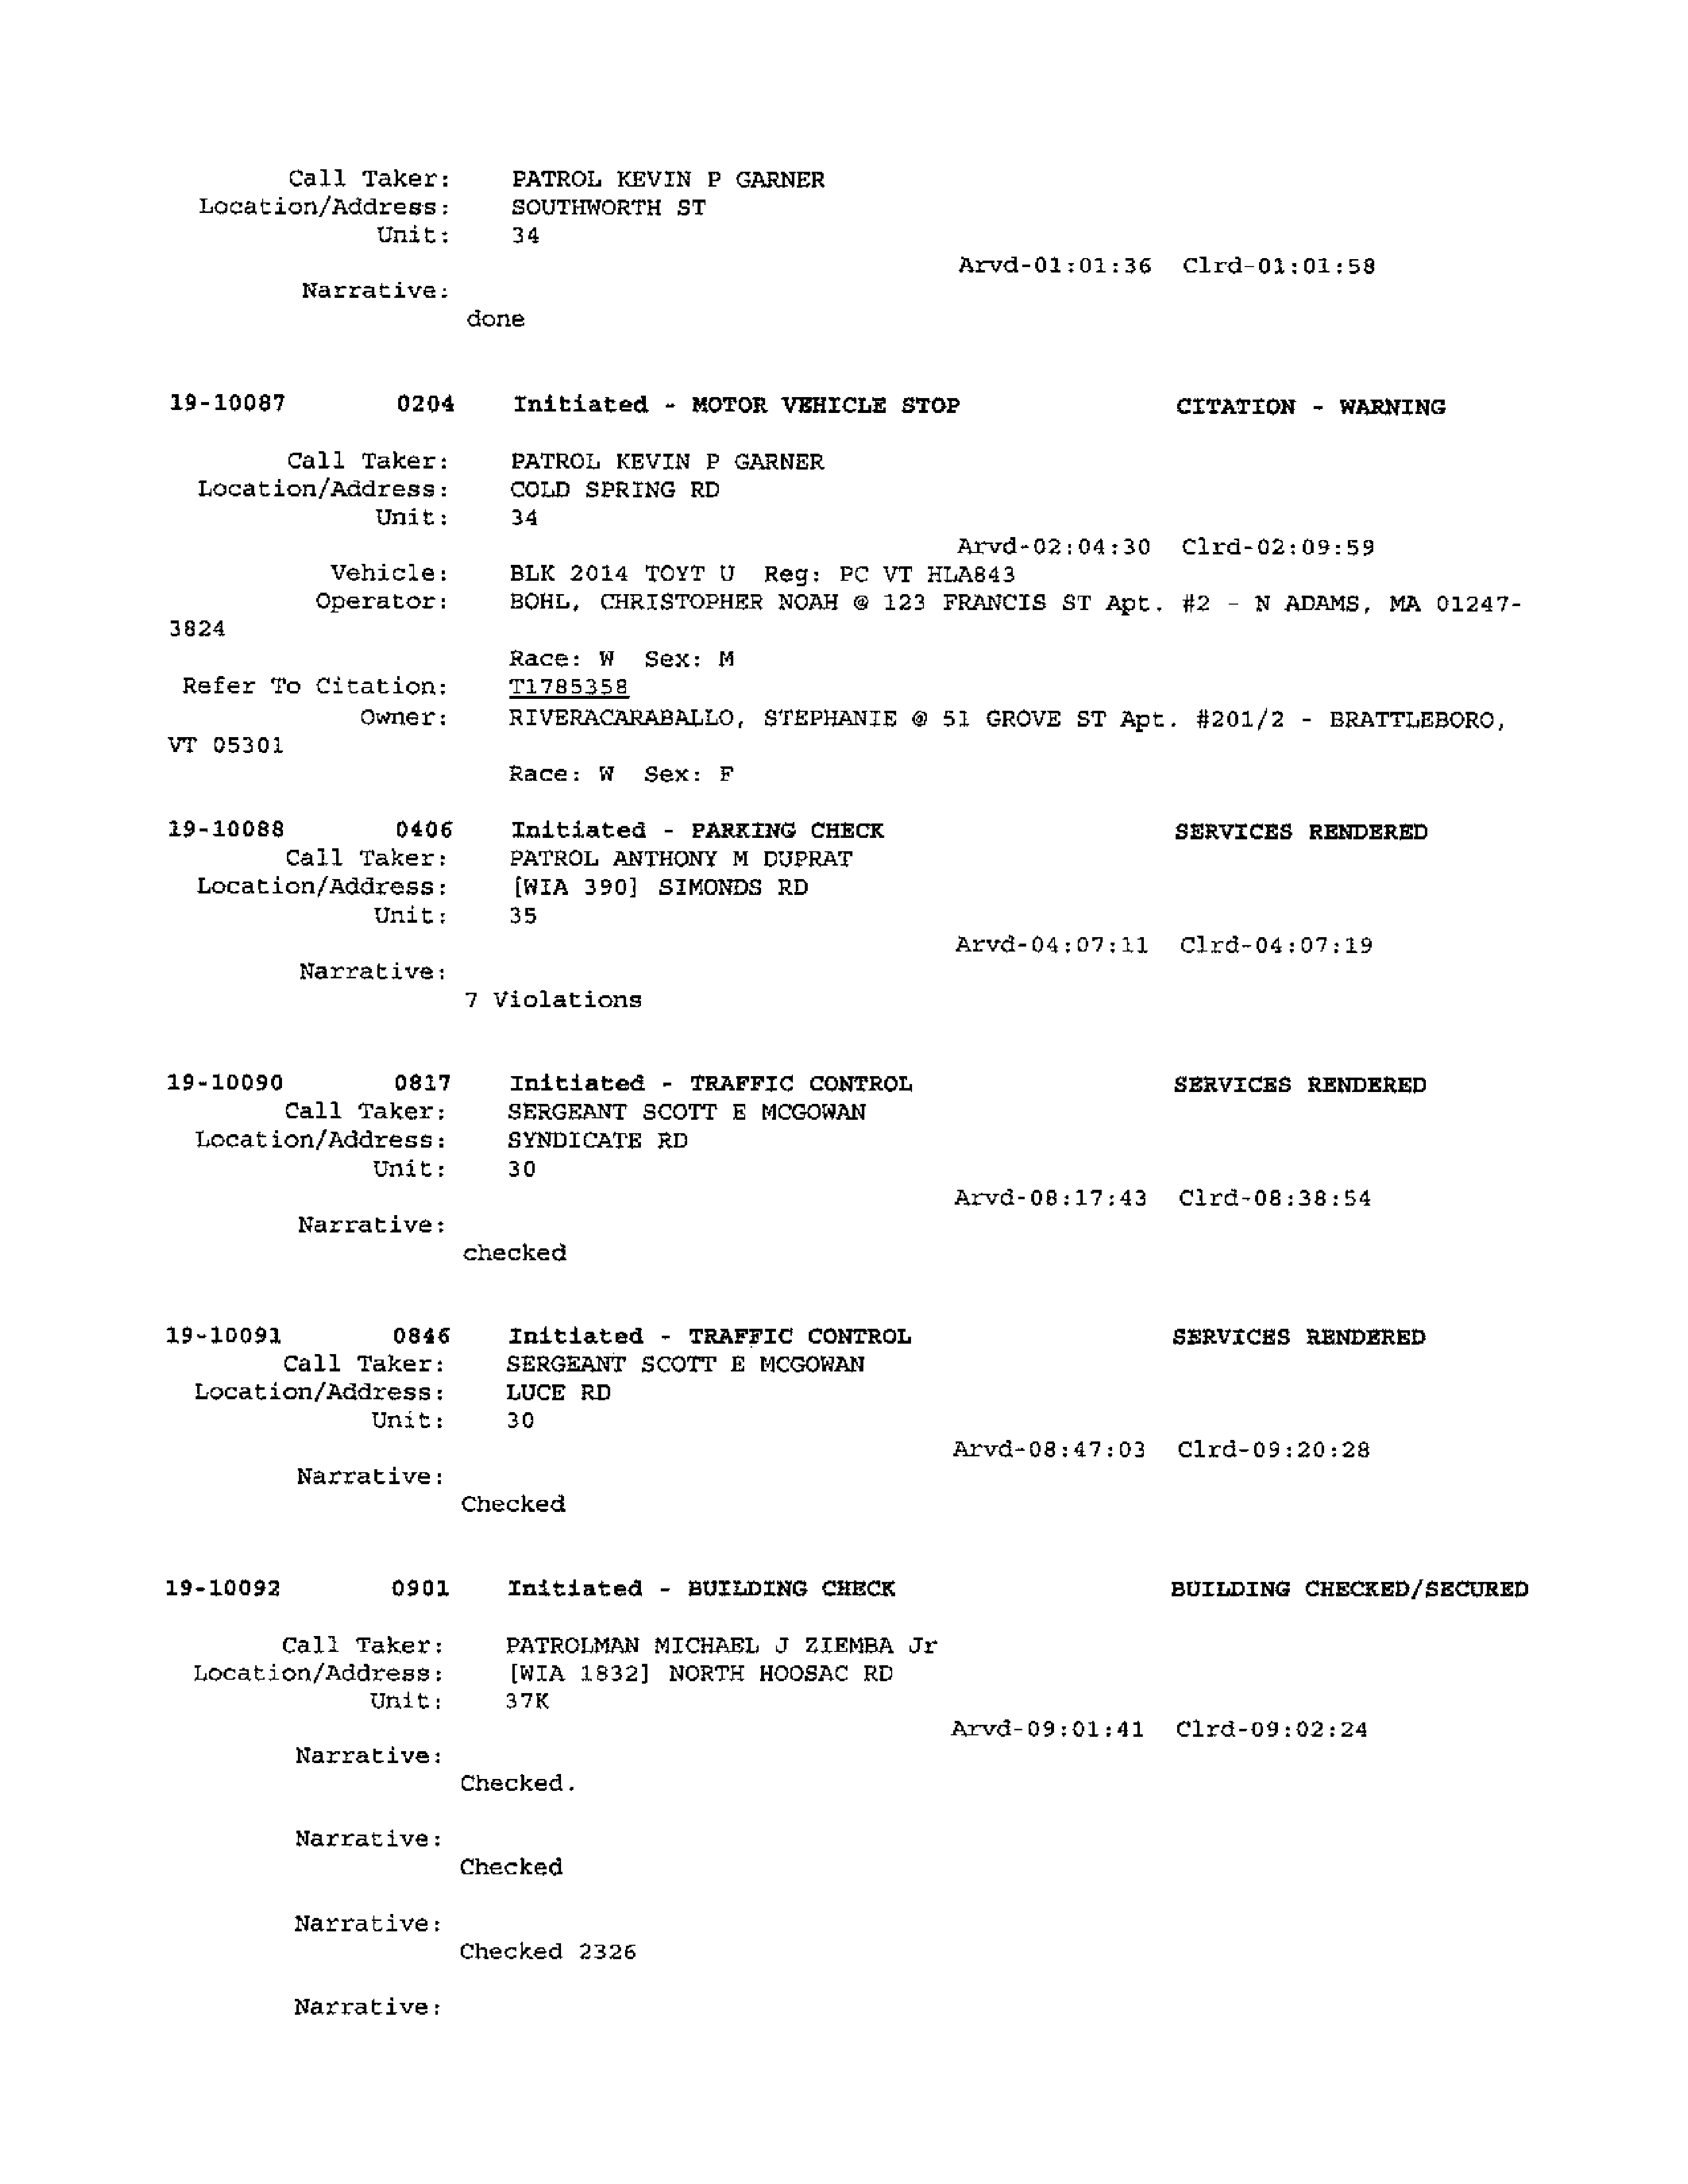 Call Taker: PATROL KEVIN P GARNER
Location/Address: SOUTHWORTH ST
Unit: 34
Arvd-01:01:36 Clrd-01:01:58
Narrative:
done
19-10087 0204 Initiated - MOTOR VEHICLE STOP CITATION - WARNING
Call Taker: PATROL KEVIN P GARNER
Location/Address: COLD SPRING RD
Unit: 34
Arvd-02:04:30 Clrd-02:09:59
Vehicle: BLK 2014 TOYT U Reg: PC VT HLA843
Operator: BOHL, CHRISTOPHER NOAH @ 123 FRANCIS ST Apt. #2 - N ADAMS, MA 01247-
3824
Race: W Sex: M
Refer To Citation: T1785358
Owner: RIVERACARABALLO, STEPHANIE @ 51 GROVE ST Apt. #201/2 - BRATTLEBORO,
VT 05301
Race: W Sex: F
19-10088 0406 Initiated - PARKING CHECK SERVICES RENDERED
Call Taker: PATROL ANTHONY M DUPRAT
Location/Address: [WIA 390] SIMONDS RD
Unit: 35
Arvd-04:07:11 Clrd-04:07:19
Narrative:
7 Violations
19-10090 0817 Initiated - TRAFFIC CONTROL SERVICES RENDERED
Call Taker: SERGEANT SCOTT E MCGOWAN
Location/Address: SYNDICATE RD
Unit: 30
Arvd-08:17:43 Clrd-08:38:54
Narrative:
checked
19-10091 0846 Initiated - TRAFFIC CONTROL SERVICES RENDERED
Call Taker: SERGEANT SCOTT E MCGOWAN
Location/Address: LUCE RD
Unit: 30
Arvd-08:47:03 Clrd-09:20:28
Narrative:
Checked
19-10092 0901 Initiated - BUILDING CHECK BUILDING CHECKED/SECURED
Call Taker: PATROLMAN MICHAEL J ZIEMBA Jr
Location/Address: [WIA 1832] NORTH HOOSAC RD
Unit: 37K
Arvd-09:01:41 Clrd-09:02:24
Narrative:
Checked.
Narrative:
Checked
Narrative:
Checked 2326
Narrative: